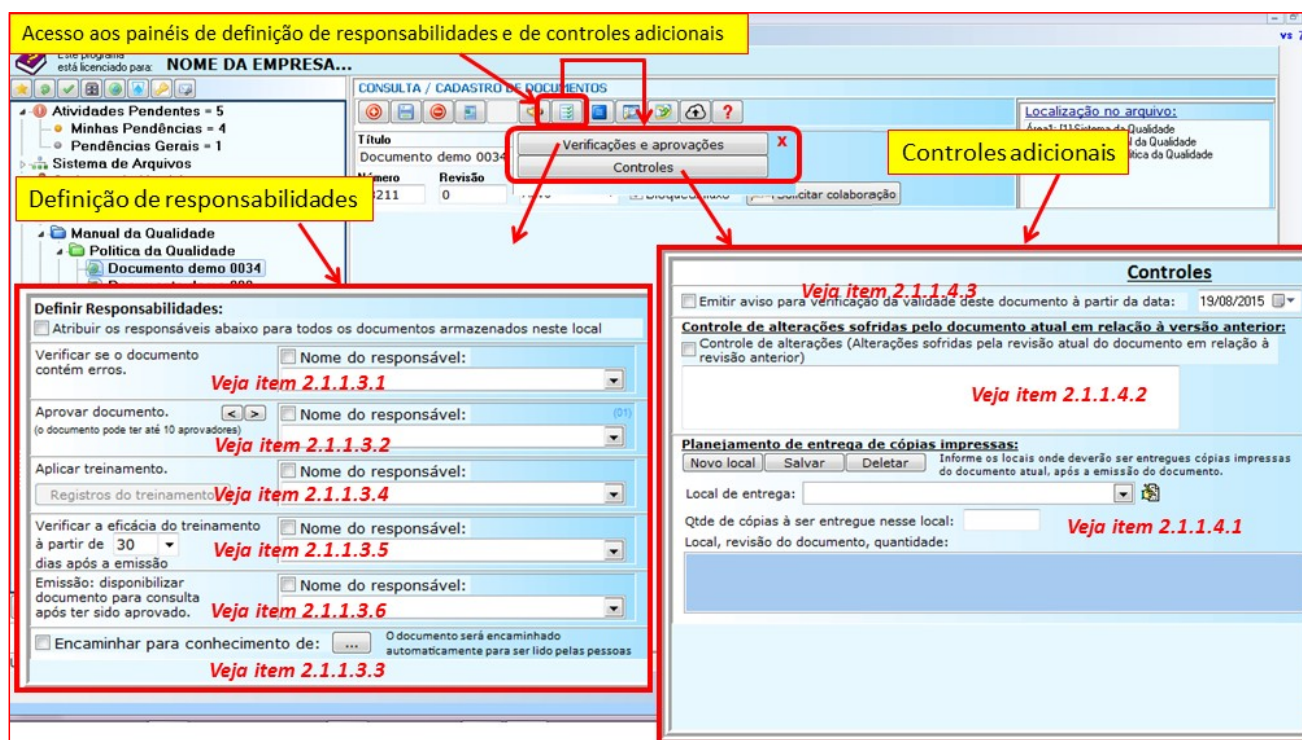 Acesso aos painéis de definição de responsabilidades e de controles adicionais
vs 7
Este programa
está licenciado para: NOME DA EMPRESA...
CONSULTA / CADASTRO DE DOCUMENTOS
Atividades Pendentes = 5
Minhas Pendências = 4
Pendências Gerais = 1
Sistema de Arquivos
Título
Documento demo 0034
Número Revisão
3211 0
Verificações e aprovações X
Controles
Solicitar colaboração
Localização no arquivo:
Área1: [1] Sistema da Qualidade
da Qualidade
da Qualidade
Controles adicionais
Definição de responsabilidades
Manual da Qualidade
Política da Qualidade
Documento demo 0034
Definir Responsabilidades:
Atribuir os responsáveis abaixo para todos os documentos armazenados neste local
Verificar se o documento
contém erros.
Nome do responsável:
Veja item 2.1.1.3.1
Aprovar documento. < >
(o documento pode ter até 10 aprovadores)
Nome do responsável: (01)
Veja item 2.1.1.3.2
Aplicar treinamento.
Registros do treinamento
Nome do responsável:
Veja item 2.1.1.3.4
Verificar a eficácia do treinamento
à partir de 30
dias após a emissão
Nome do responsável:
Veja item 2.1.1.3.5
Emissão: disponibilizar
documento para consulta
após ter sido aprovado.
Nome do responsável:
Veja item 2.1.1.3.6
Encaminhar para conhecimento de: ...
O documento será encaminhado
automaticamente para ser lido pelas pessoas
Veja item 2.1.1.3.3
Controles
Veja item 2.1.1.4.3
Emitir aviso para verificação da validade deste documento à partir da data: 19/08/2015
Controle de alterações sofridas pelo documento atual em relação à versão anterior:
Controle de alterações (Alterações sofridas pela revisão atual do documento em relação à
revisão anterior)
Veja item 2.1.1.4.2
Planejamento de entrega de cópias impressas:
Novo local Salvar Deletar
Informe os locais onde deverão ser entregues cópias impressas
do documento atual, após a emissão do documento.
Local de entrega:
Qtde de cópias à ser entregue nesse local:
Veja item 2.1.1.4.1
Local, revisão do documento, quantidade: